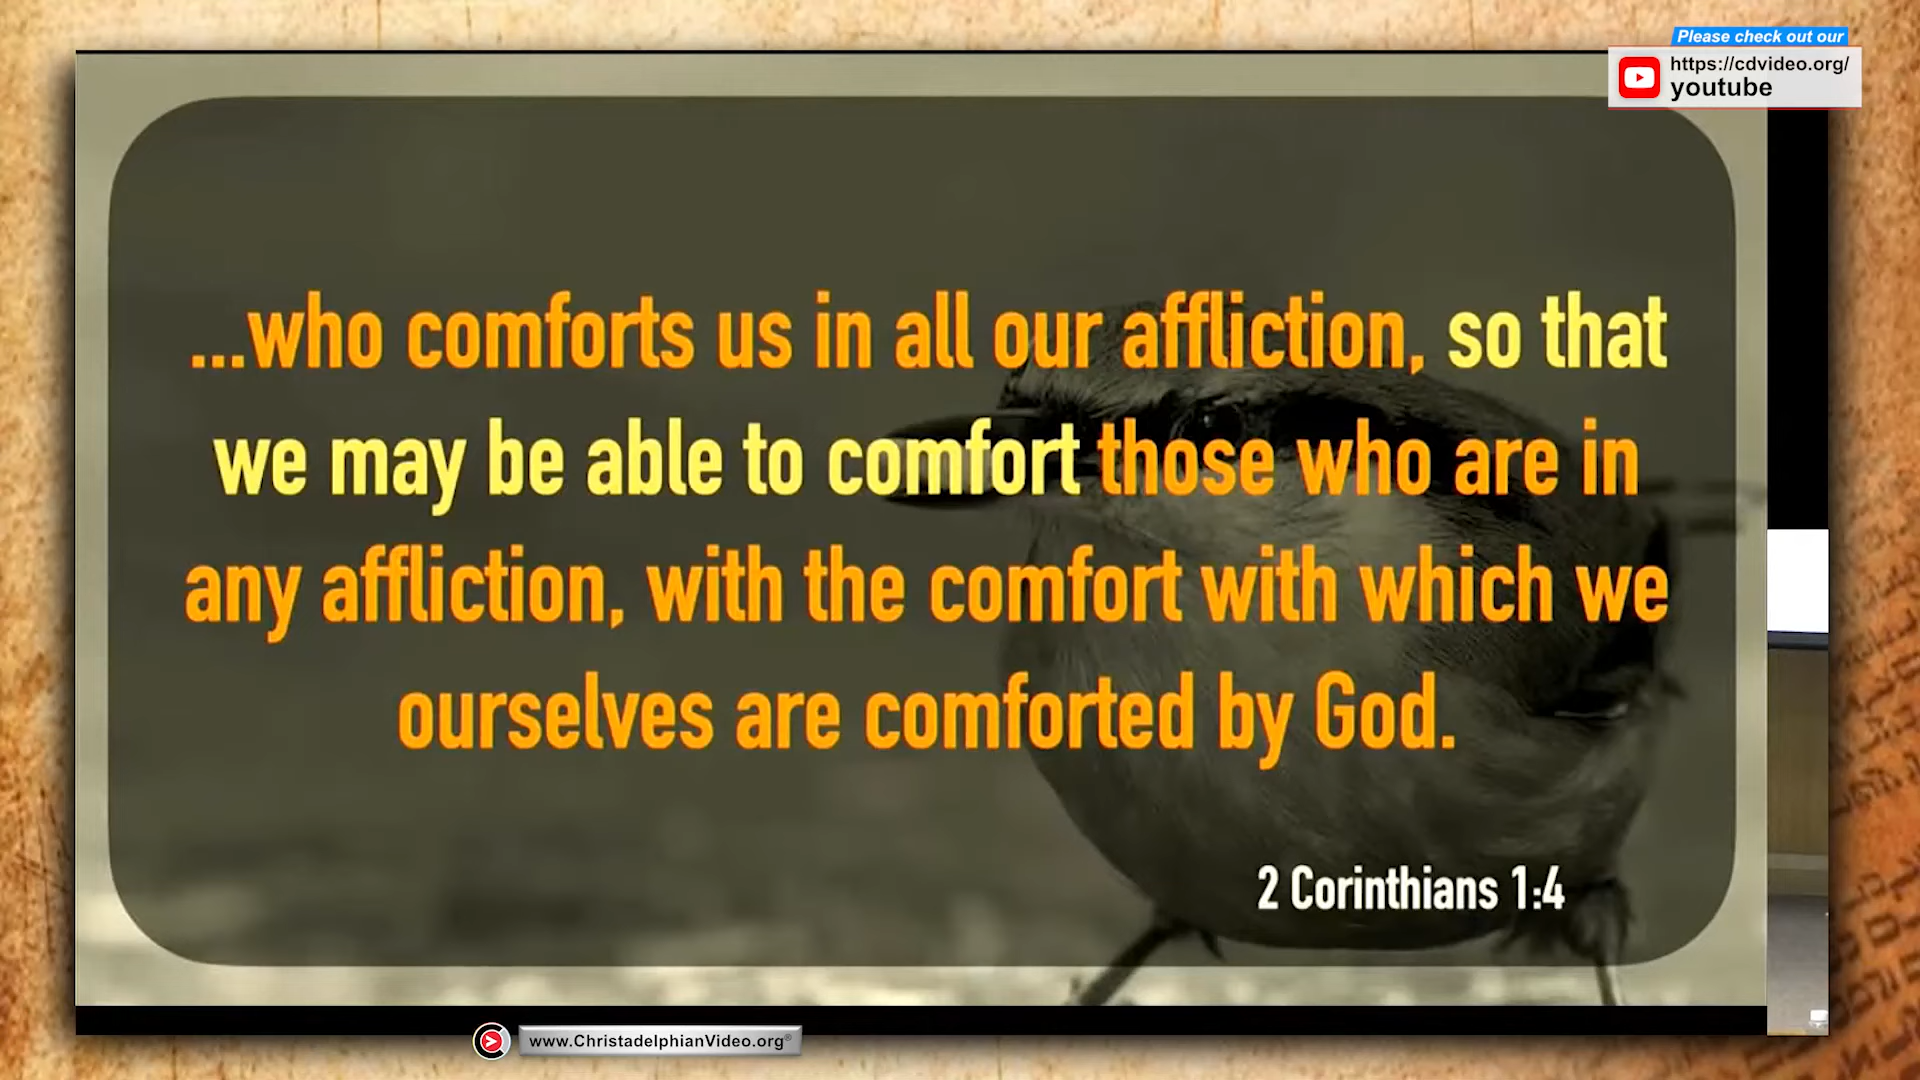 Please check out our
https://cdvideo.org/
youtube
...who comforts us in all our affliction, so that
we may be able to comfort those who are in
any affliction, with the comfort with which we
ourselves are comforted by God.
2 Corinthians 1:4
www.ChristadelphianVideo.org®